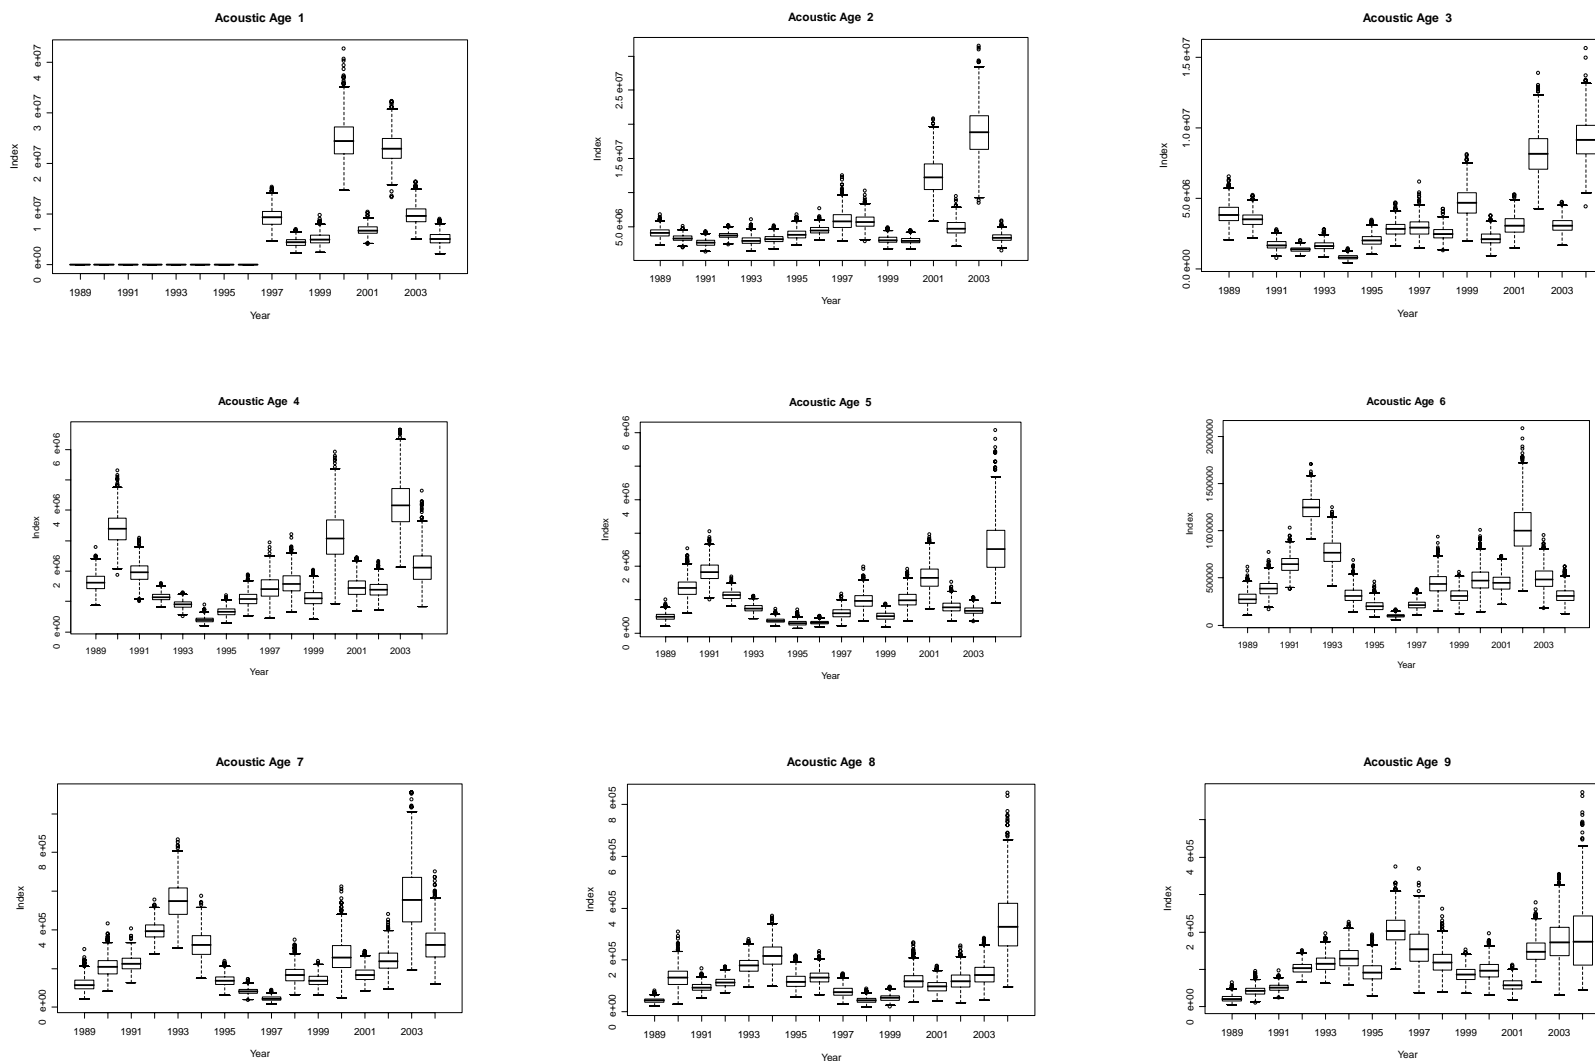 Acoustic Age 1
4 e+07
3 e+07
2 e+07
1 e+07
0 e+00
Index
1989 1991 1993 1995 1997 1999 2001 2003
Year
Acoustic Age 2
2.5 e+07
1.5 e+07
5.0 e+06
Index
1989 1991 1993 1995 1997 1999 2001 2003
Year
Acoustic Age 3
1.5 e+07
1.0 e+07
5.0 e+06
0.0 e+00
Index
1989 1991 1993 1995 1997 1999 2001 2003
Year
Acoustic Age 4
6 e+06
4 e+06
2 e+06
0 e+00
Index
1989 1991 1993 1995 1997 1999 2001 2003
Year
Acoustic Age 5
6 e+06
4 e+06
2 e+06
0 e+00
Index
1989 1991 1993 1995 1997 1999 2001 2003
Year
Acoustic Age 6
2000000
1500000
1000000
500000
0
Index
1989 1991 1993 1995 1997 1999 2001 2003
Year
Acoustic Age 7
8 e+05
4 e+05
0 e+00
Index
1989 1991 1993 1995 1997 1999 2001 2003
Year
Acoustic Age 8
8 e+05
6 e+05
4 e+05
2 e+05
0 e+00
Index
1989 1991 1993 1995 1997 1999 2001 2003
Year
Acoustic Age 9
4 e+05
2 e+05
0 e+00
Index
1989 1991 1993 1995 1997 1999 2001 2003
Year